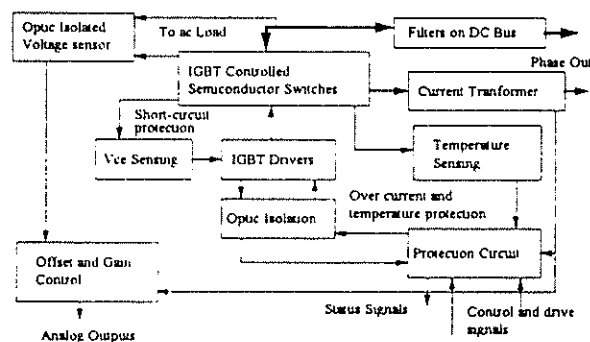 Optic Isolated
Voltage sensor
To ac Load
Filters on DC Bus
Phase Out
IGBT Controlled
Semiconductor Switches
Current Tranformer
Short-circuit
protection
Vce Sensing
IGBT Drivers
Temperature
Sensing
Over current and
temperature protection
Optic Isolation
Protection Circuit
Offset and Gain
Control
Status Signals
Control and drive
signals
Analog Outputs